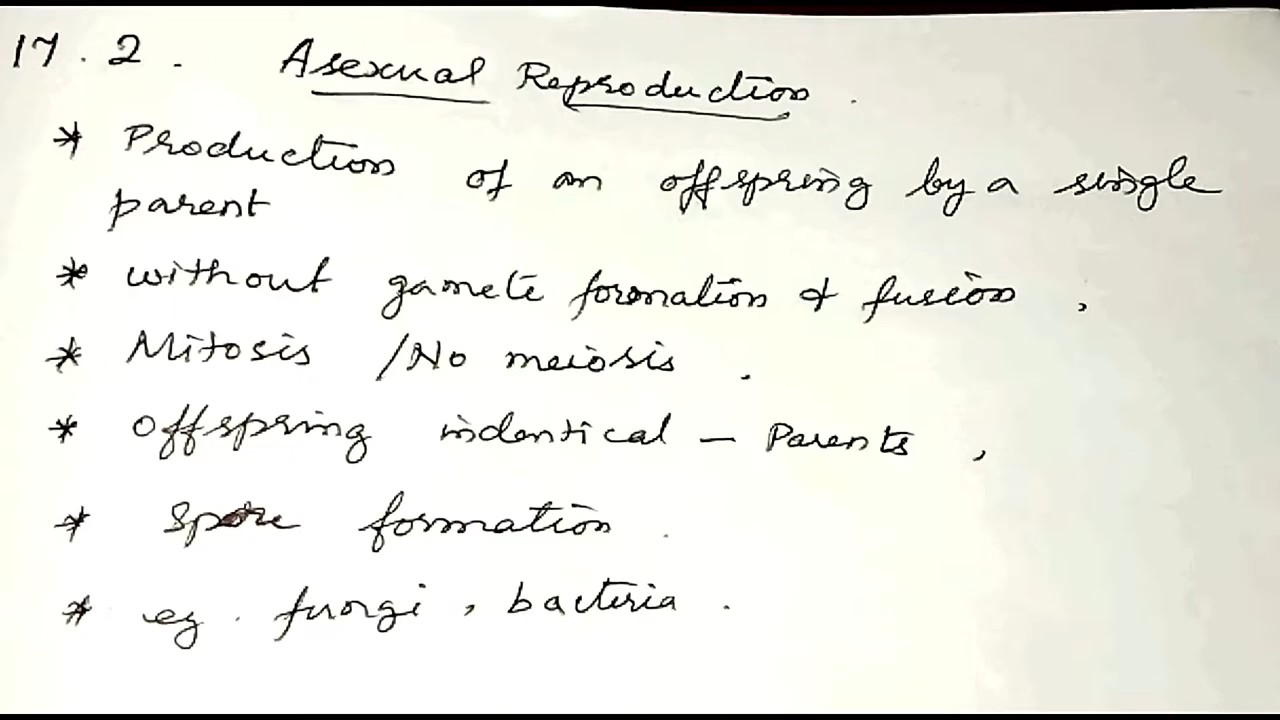 17.2. Asexual Reproduction.
* Production of an offspring by a single
parent
* without gamete formation & fusion,
* Mitosis /No meiosis.
* Offspring indentical - Parents,
* Spore formation.
* eg. fungi, bacteria.